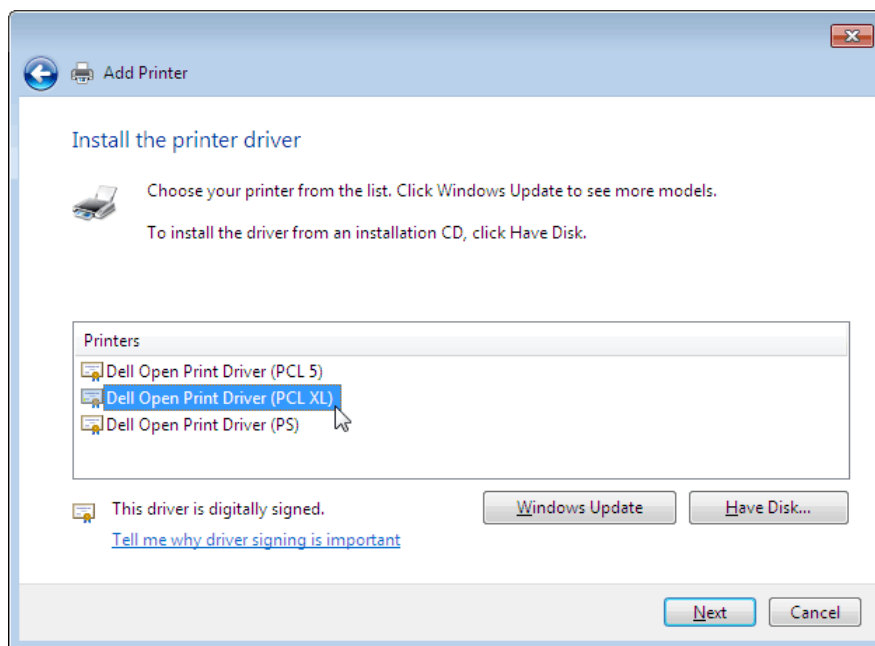 Add Printer
Install the printer driver
Choose your printer from the list. Click Windows Update to see more models.
To install the driver from an installation CD, click Have Disk.
Printers
Dell Open Print Driver (PCL 5)
Dell Open Print Driver (PCL XL)
Dell Open Print Driver (PS)
This driver is digitally signed.
Windows Update
Have Disk...
Tell me why driver signing is important
Next
Cancel